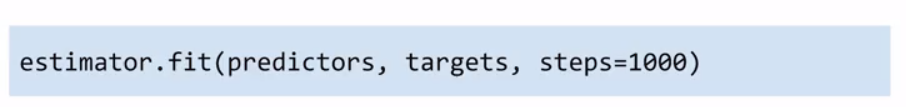 estimator.fit(predictors, targets, steps=1000)